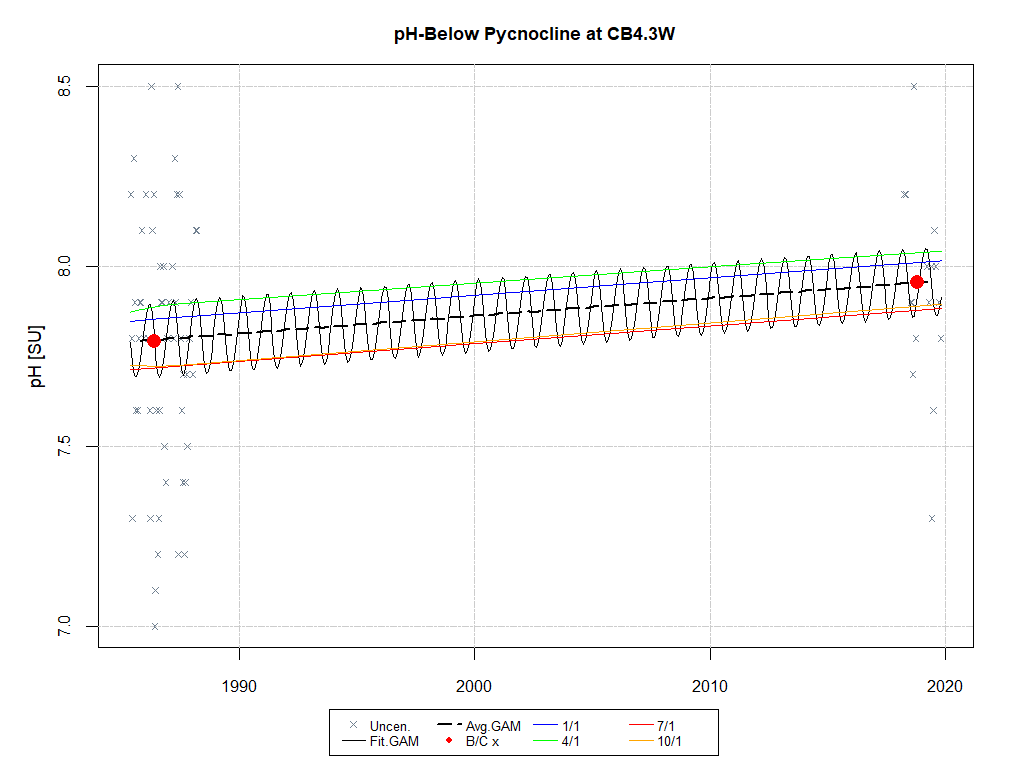 pH-Below Pycnocline at CB4.3W
pH [SU]
8.5
8.0
7.5
7.0
1990 2000 2010 2020
Uncen. Avg.GAM 1/1 7/1
Fit.GAM B/C x 4/1 10/1